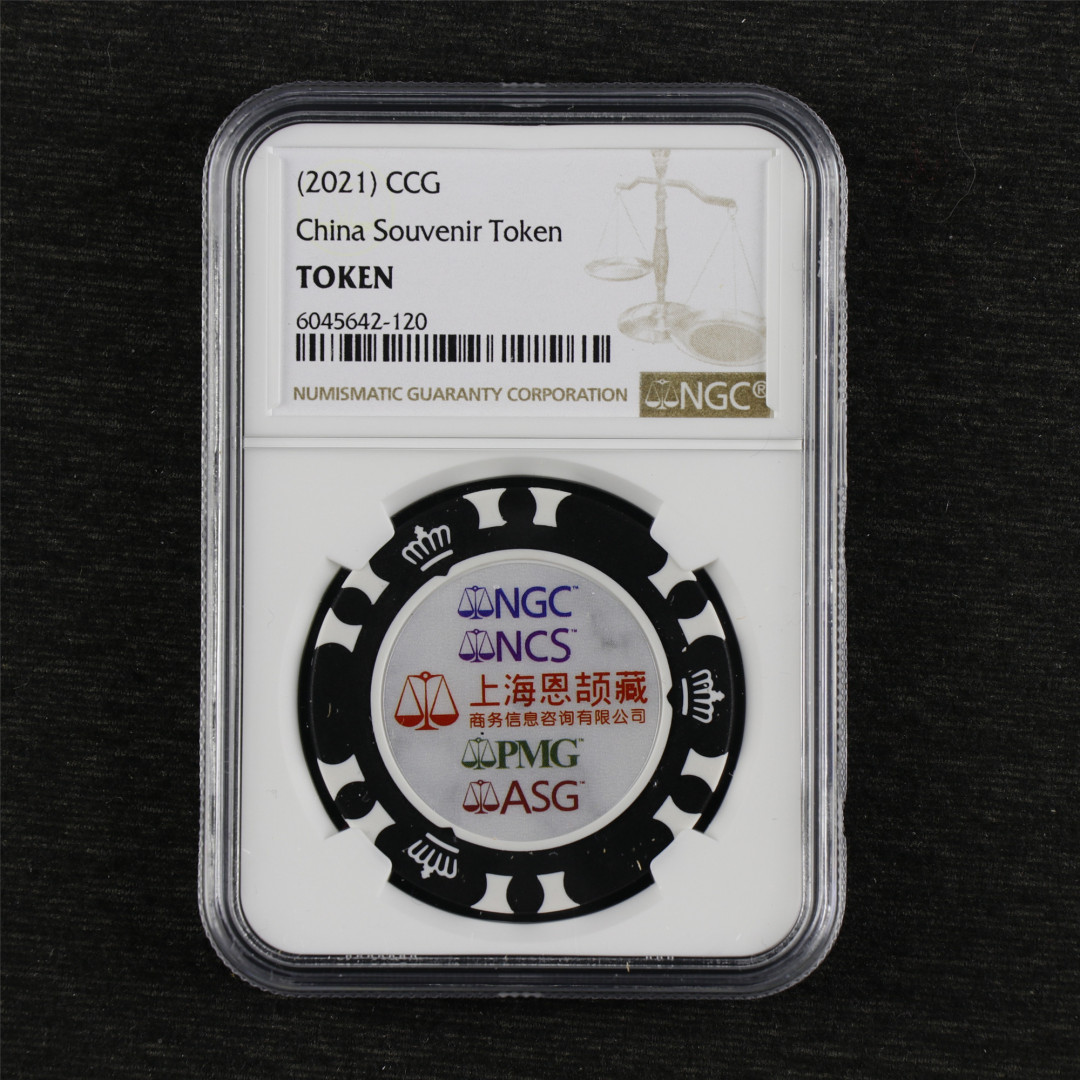 (2021) CCG
China Souvenir Token
TOKEN
6045642-120
NUMISMATIC GUARANTY CORPORATION
NGC®
NGC™
NCS™
上海恩颉藏
商务信息咨询有限公司
PMG™
ASG™